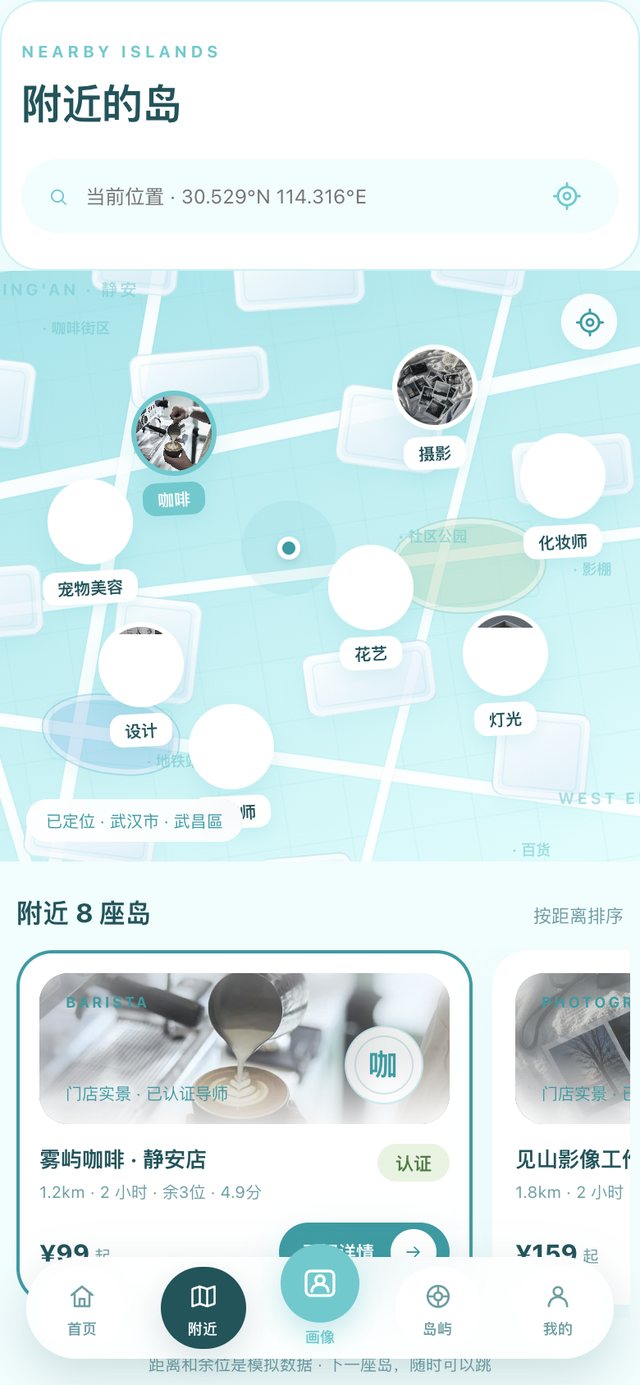 NEARBY ISLANDS
附近的岛
当前位置 · 30.529°N 114.316°E
ING'AN · 静安
· 咖啡街区
摄影
咖啡
· 社区公园
化妆师
· 影棚
宠物美容
花艺
灯光
设计
· 地铁
WEST E
师
已定位 · 武汉市 · 武昌區
· 百货
附近 8 座岛
按距离排序
BARISTA
咖
门店实景 · 已认证导师
雾屿咖啡 · 静安店
认证
1.2km · 2 小时 · 余3位 · 4.9分
¥99 起
详情
PHOTOGR
门店实景 · 已
见山影像工
1.8km · 2 小时
¥159 起
首页
附近
画像
岛屿
我的
距离和余位是模拟数据 · 下一座岛，随时可以跳